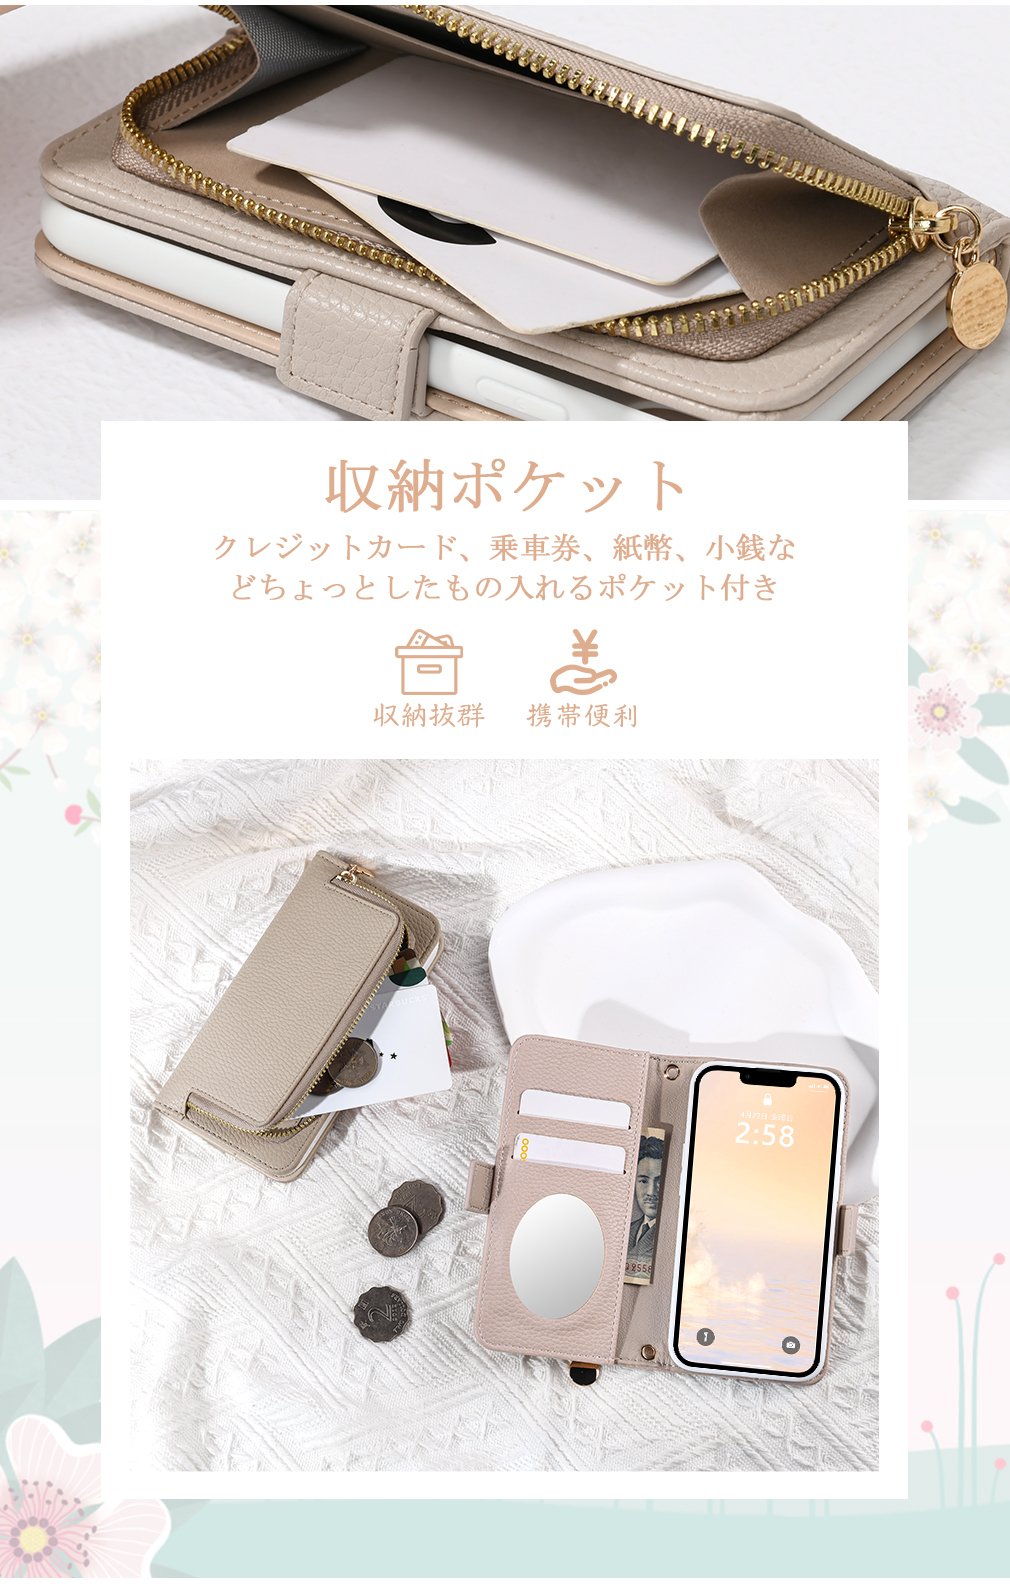 収納ポケット
クレジットカード、乗車券、紙幣、小銭な
どちょっとしたもの入れるポケット付き
収納抜群
携帯便利
2:58
2